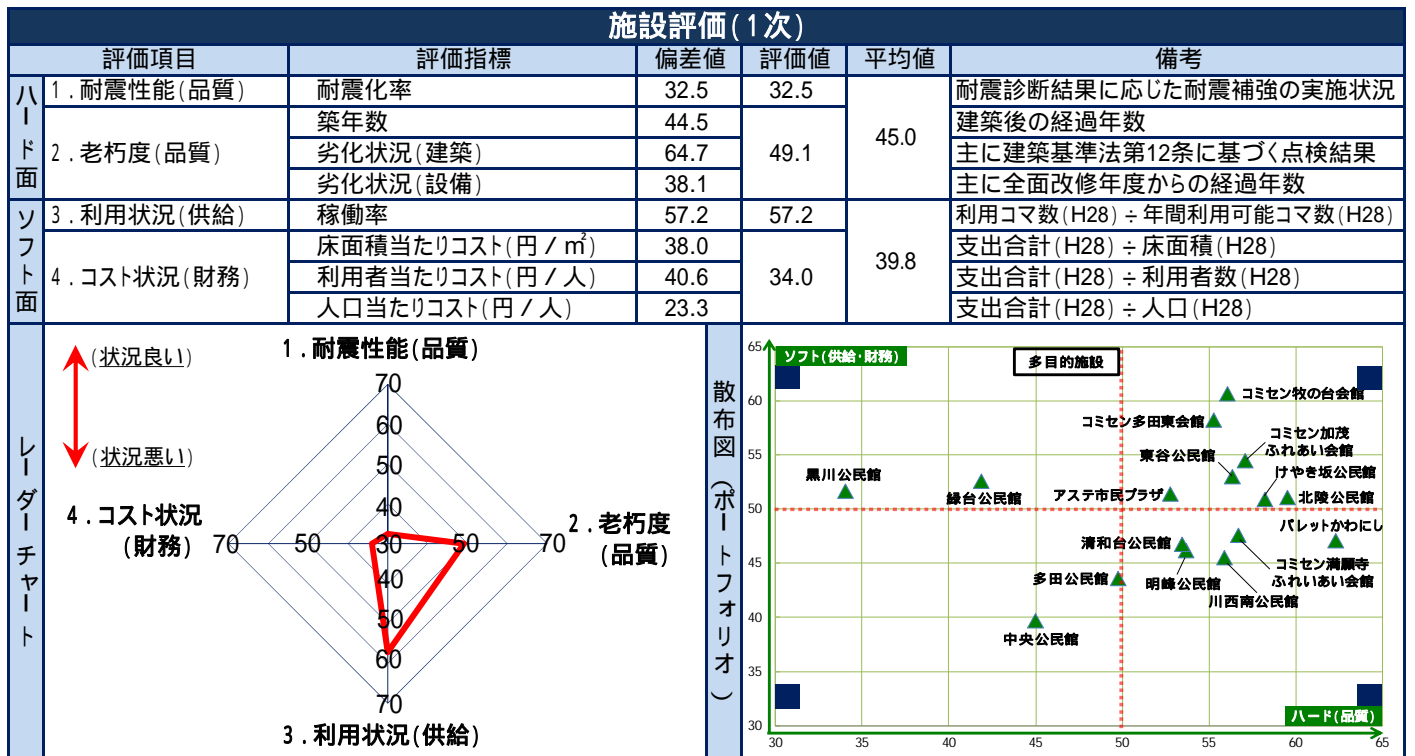 施設評価(1次)
評価項目 評価指標 偏差値 評価値 平均値 備考
ハード面
1．耐震性能(品質) 耐震化率 32.5 32.5 45.0 耐震診断結果に応じた耐震補強の実施状況
2．老朽度(品質) 築年数 44.5 49.1 建築後の経過年数
劣化状況(建築) 64.7 主に建築基準法第12条に基づく点検結果
劣化状況(設備) 38.1 主に全面改修年度からの経過年数
ソフト面
3．利用状況(供給) 稼働率 57.2 57.2 39.8 利用コマ数(H28)÷年間利用可能コマ数(H28)
4．コスト状況(財務) 床面積当たりコスト(円／㎡) 38.0 34.0 支出合計(H28)÷床面積(H28)
利用者当たりコスト(円／人) 40.6 支出合計(H28)÷利用者数(H28)
人口当たりコスト(円／人) 23.3 支出合計(H28)÷人口(H28)
レーダーチャート
(状況良い)
(状況悪い)
1．耐震性能(品質)
70
60
50
40
4．コスト状況
(財務)
70 50 30 50 70
2．老朽度
(品質)
40
50
60
70
3．利用状況(供給)
散布図(ポートフォリオ)
ソフト(供給・財務)
多目的施設
65
60
55
50
45
40
35
30
コミセン牧の台会館
コミセン多田東会館
コミセン加茂
ふれあい会館
東谷公民館
けやき坂公民館
黒川公民館
緑台公民館
アステ市民プラザ
北陵公民館
パレットかわにし
清和台公民館
明峰公民館
コミセン満願寺
ふれいあい会館
多田公民館
川西南公民館
中央公民館
ハード(品質)
30 35 40 45 50 55 60 65